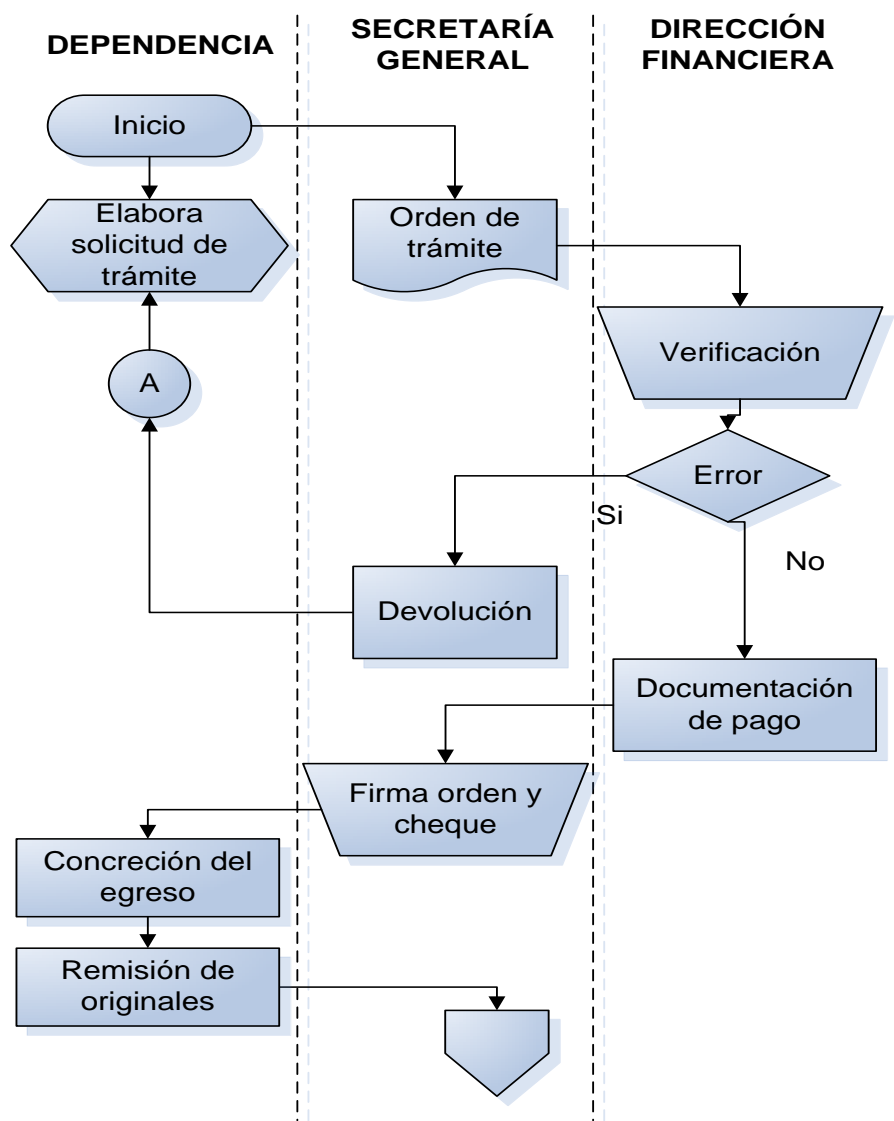 DEPENDENCIA
SECRETARÍA
GENERAL
DIRECCIÓN
FINANCIERA
Inicio
Elabora
solicitud de
trámite
Orden de
trámite
Verificación
A
Error
Si
No
Devolución
Documentación
de pago
Firma orden y
cheque
Concreción del
egreso
Remisión de
originales